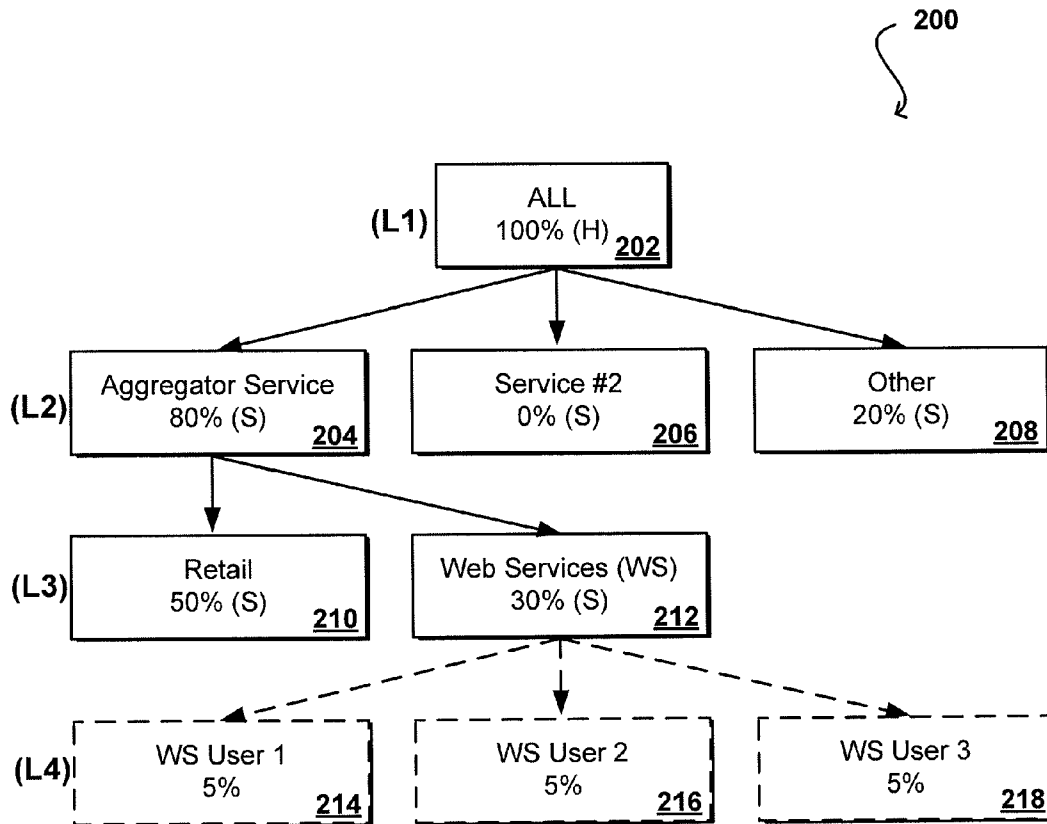 200
(L1)
ALL
100% (H)
202
(L2)
Aggregator Service
80% (S)
204
Service #2
0% (S)
206
Other
20% (S)
208
(L3)
Retail
50% (S)
210
Web Services (WS)
30% (S)
212
(L4)
WS User 1
5%
214
WS User 2
5%
216
WS User 3
5%
218